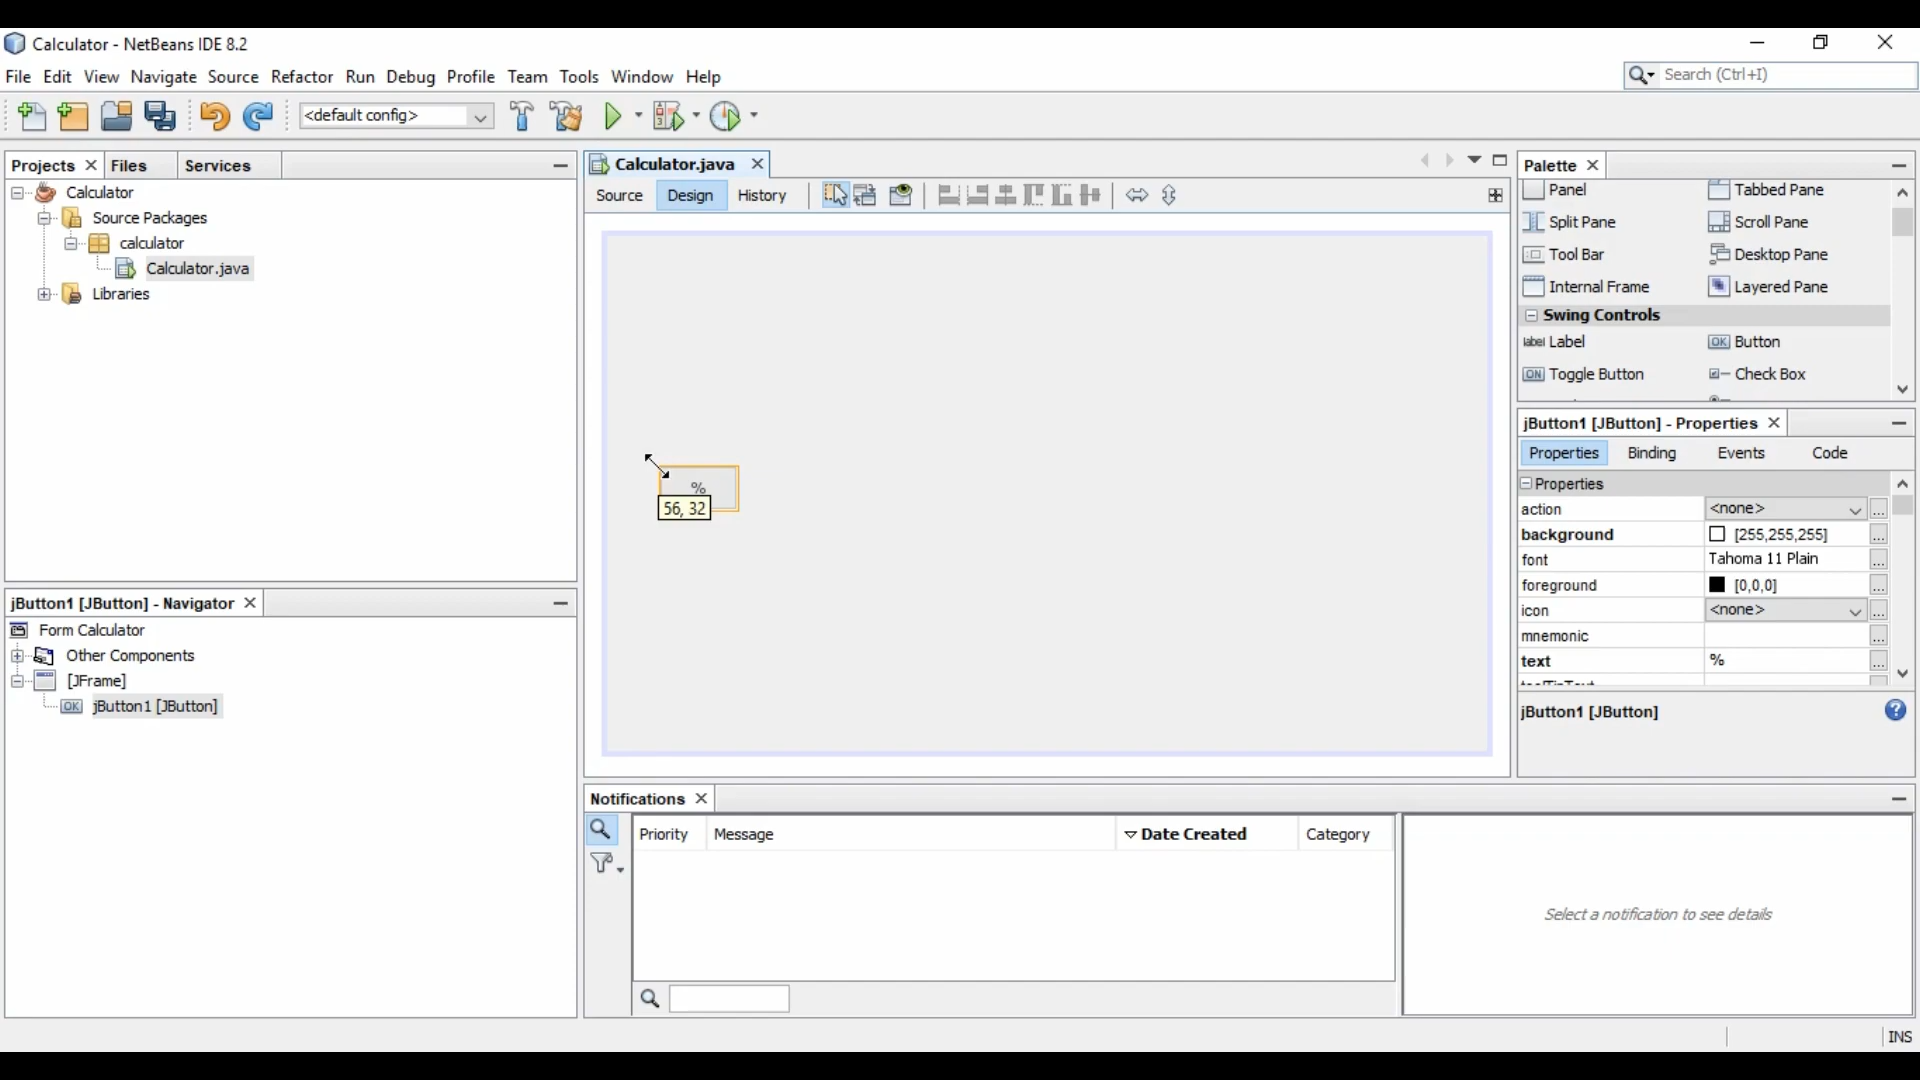 Calculator - NetBeans IDE 8.2
File Edit View Navigate Source Refactor Run Debug Profile Team Tools Window Help
Search (Ctrl+I)
<default config>
Projects
Files
Services
Calculator
Source Packages
calculator
Calculator.java
Libraries
jButton1 [JButton] - Navigator
Form Calculator
Other Components
[JFrame]
OK jButton1 [JButton]
Calculator.java
Source Design History
%
56, 32
Notifications
Priority Message Date Created Category
Select a notification to see details
Palette
Panel Tabbed Pane
Split Pane Scroll Pane
Tool Bar Desktop Pane
Internal Frame Layered Pane
Swing Controls
label Label OK Button
ON Toggle Button Check Box
jButton1 [JButton] - Properties
Properties Binding Events Code
Properties
action <none> ...
background [255,255,255] ...
font Tahoma 11 Plain ...
foreground [0,0,0] ...
icon <none> ...
mnemonic ...
text % ...
jButton1 [JButton]
INS